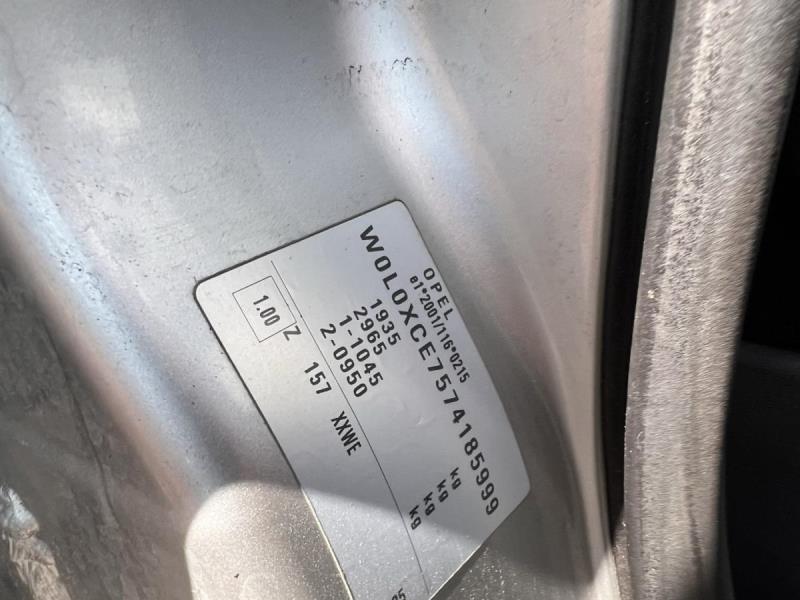 OPEL
e1*2001/116*0215
W0L0XCE7574185999
1935 kg
2965 kg
1-1045 kg
2-0950
1.00 Z 157 XXWE